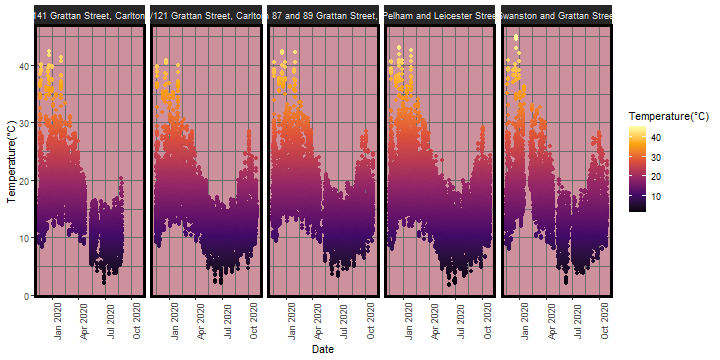 141 Grattan Street, Carlton
/121 Grattan Street, Carlton
87 and 89 Grattan Street,
Pelham and Leicester Street
Swanston and Grattan Street
Temperature(°C)
40
30
20
10
0
Jan 2020
Apr 2020
Jul 2020
Oct 2020
Jan 2020
Apr 2020
Jul 2020
Oct 2020
Jan 2020
Apr 2020
Jul 2020
Oct 2020
Jan 2020
Apr 2020
Jul 2020
Oct 2020
Jan 2020
Apr 2020
Jul 2020
Oct 2020
Date
Temperature(°C)
40
30
20
10